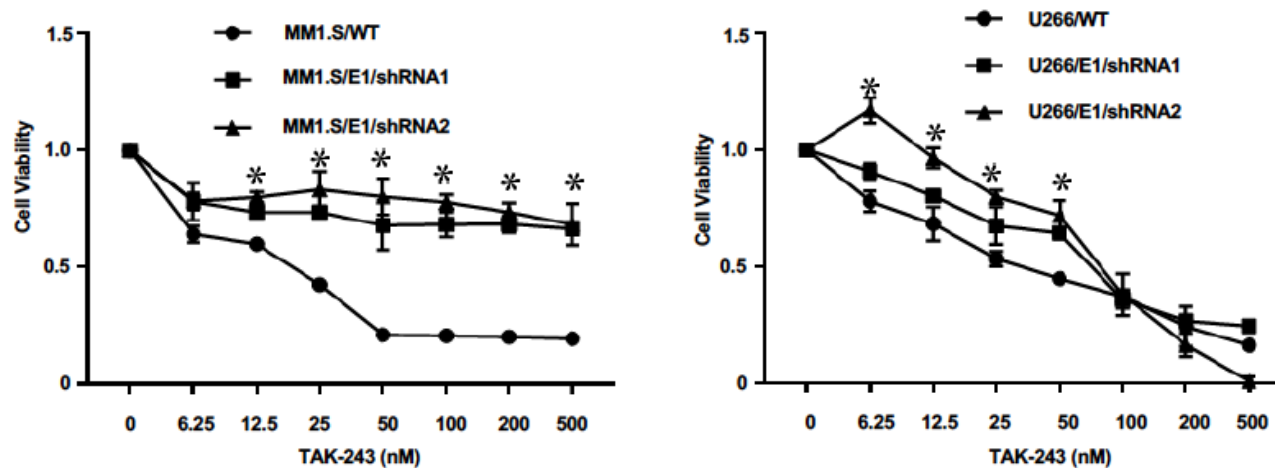 1.5
MM1.S/WT
MM1.S/E1/shRNA1
MM1.S/E1/shRNA2
* * * * * *
1.0
0.5
0
Cell Viability
0 6.25 12.5 25 50 100 200 500
TAK-243 (nM)
1.5
U266/WT
U266/E1/shRNA1
U266/E1/shRNA2
* * * *
1.0
0.5
0
Cell Viability
0 6.25 12.5 25 50 100 200 500
TAK-243 (nM)